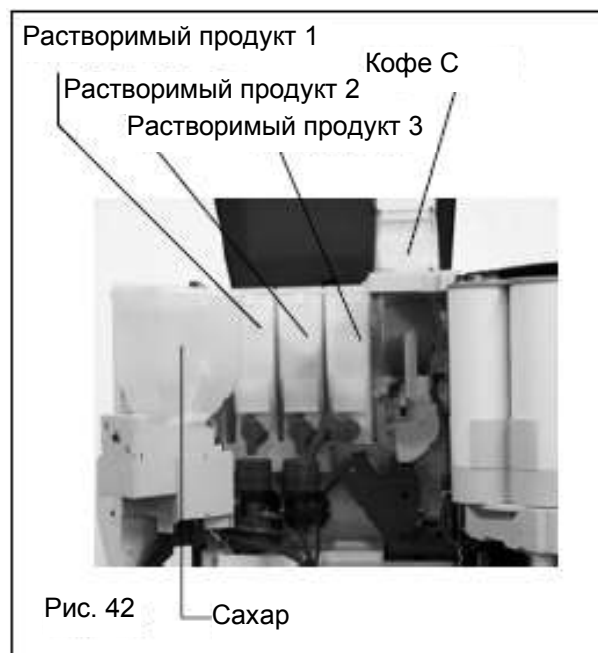 Растворимый продукт 1
Кофе С
Растворимый продукт 2
Растворимый продукт 3
Рис. 42
Сахар